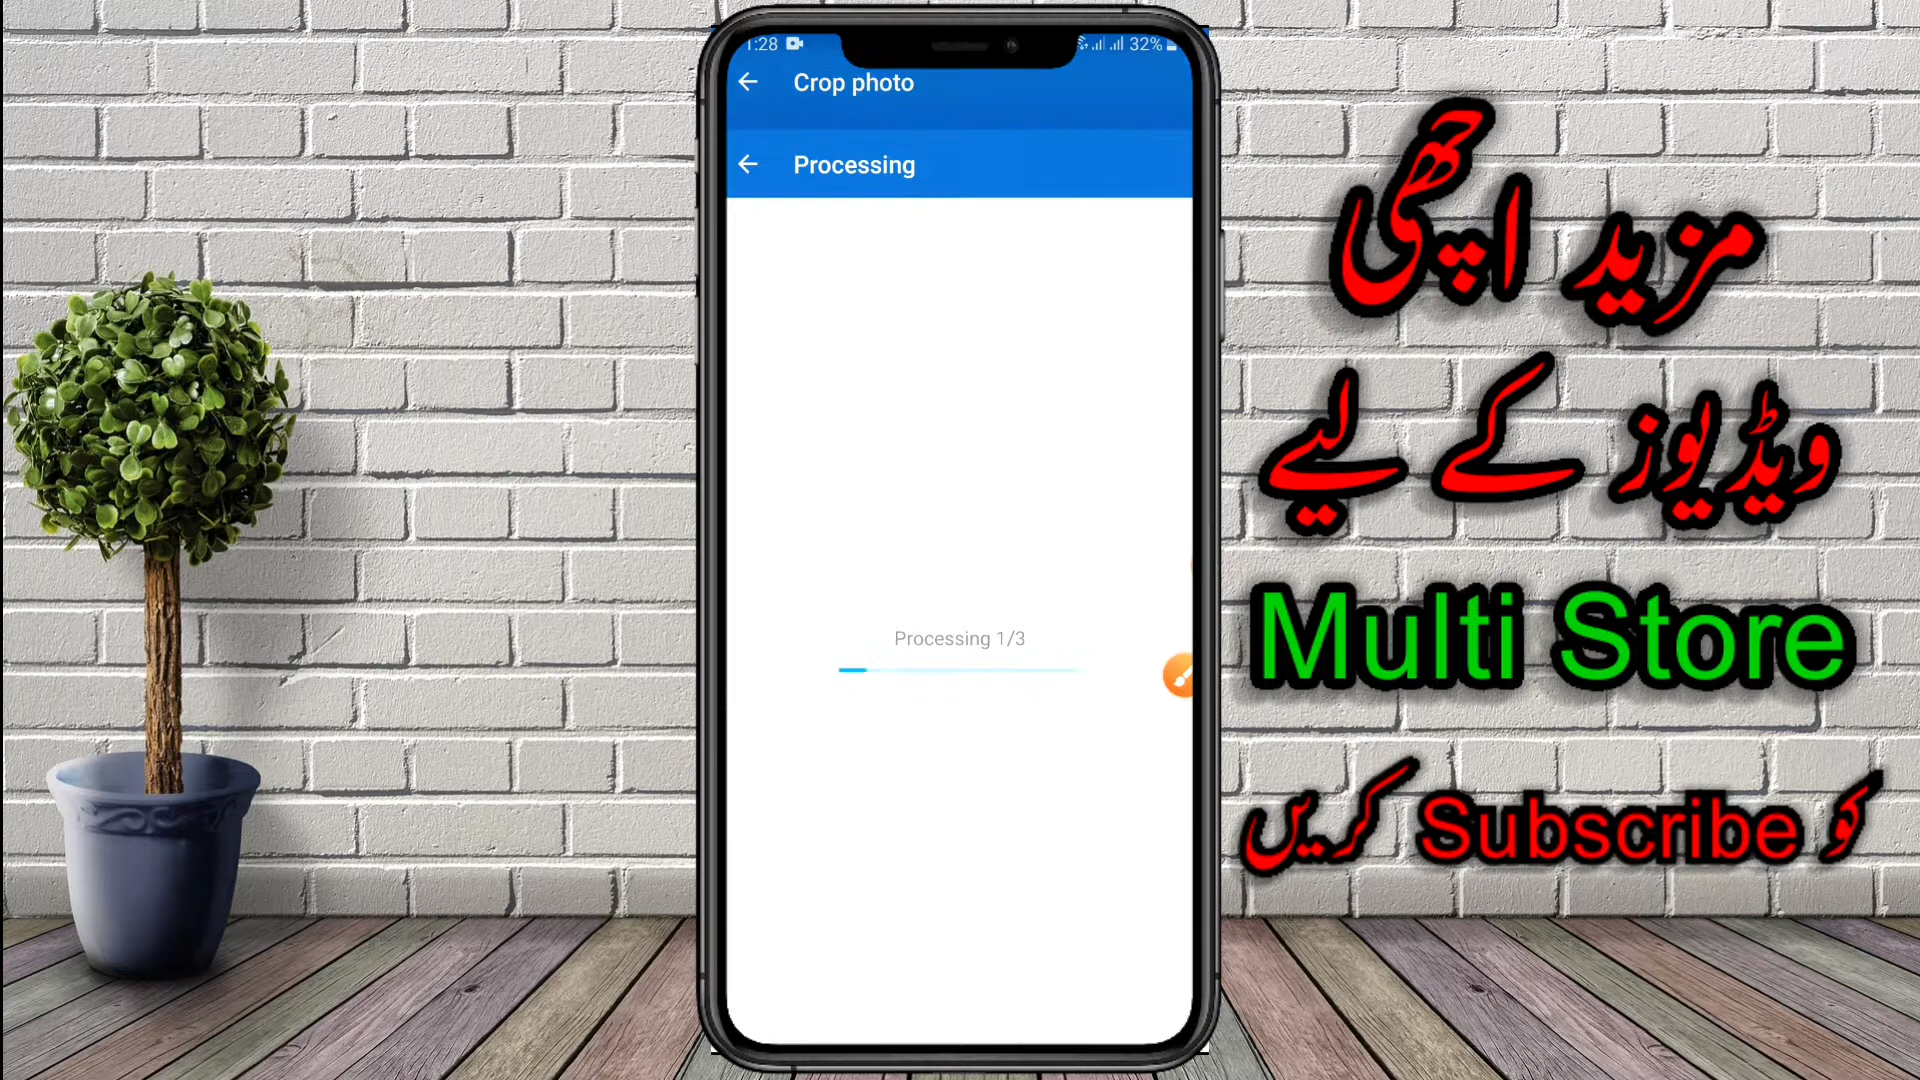 1:28
32%
Crop photo
Processing
Processing 1/3
مزید اچھی
ویڈیوز کے لیے
Multi Store
کو Subscribe کریں